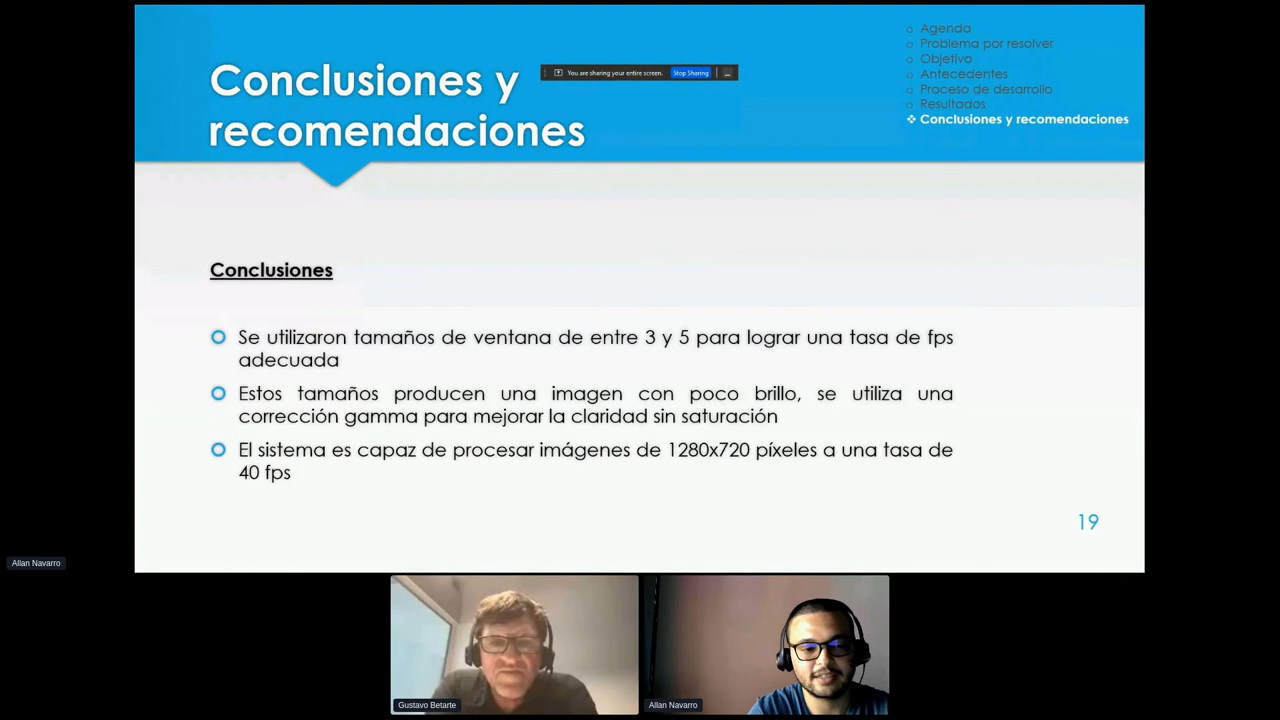 Conclusiones y
recomendaciones
You are sharing your entire screen. Stop Sharing
Agenda
Problema por resolver
Objetivo
Antecedentes
Proceso de desarrollo
Resultados
Conclusiones y recomendaciones
Conclusiones
Se utilizaron tamaños de ventana de entre 3 y 5 para lograr una tasa de fps
adecuada
Estos tamaños producen una imagen con poco brillo, se utiliza una
corrección gamma para mejorar la claridad sin saturación
El sistema es capaz de procesar imágenes de 1280x720 píxeles a una tasa de
40 fps
19
Allan Navarro
Gustavo Betarte
Allan Navarro